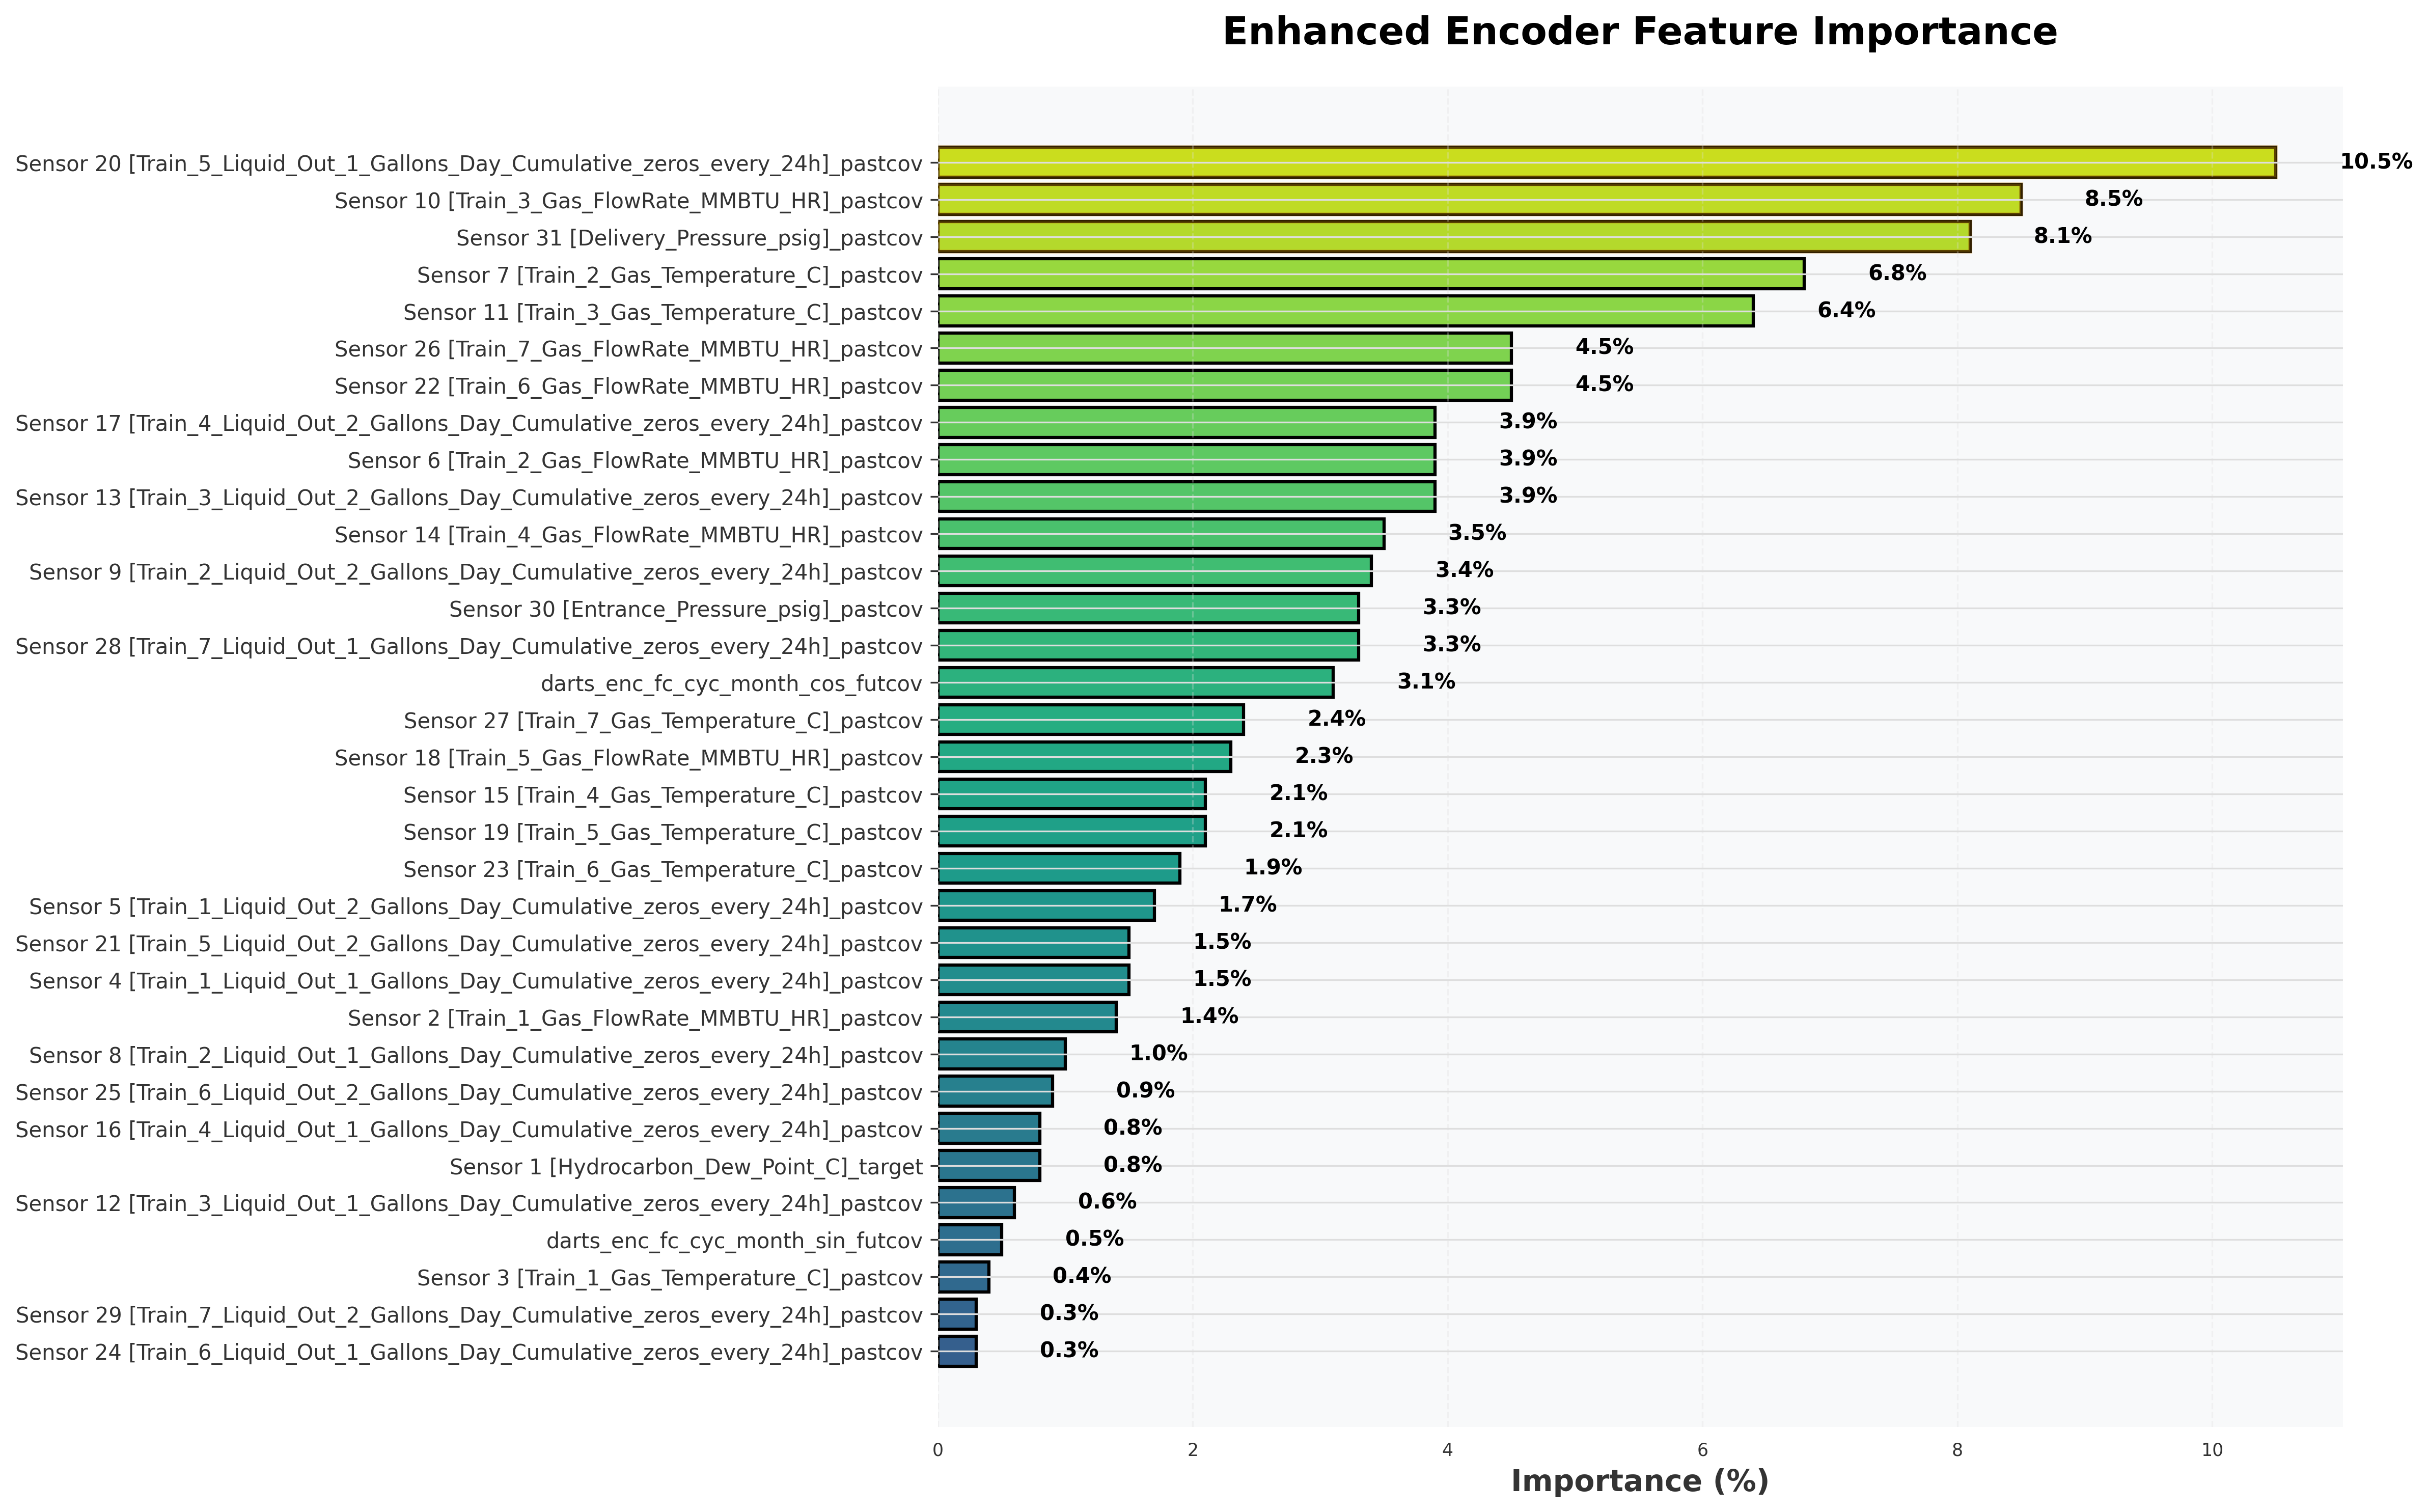 Enhanced Encoder Feature Importance
Sensor 20 [Train_5_Liquid_Out_1_Gallons_Day_Cumulative_zeros_every_24h]_pastcov 10.5%
Sensor 10 [Train_3_Gas_FlowRate_MMBTU_HR]_pastcov 8.5%
Sensor 31 [Delivery_Pressure_psig]_pastcov 8.1%
Sensor 7 [Train_2_Gas_Temperature_C]_pastcov 6.8%
Sensor 11 [Train_3_Gas_Temperature_C]_pastcov 6.4%
Sensor 26 [Train_7_Gas_FlowRate_MMBTU_HR]_pastcov 4.5%
Sensor 22 [Train_6_Gas_FlowRate_MMBTU_HR]_pastcov 4.5%
Sensor 17 [Train_4_Liquid_Out_2_Gallons_Day_Cumulative_zeros_every_24h]_pastcov 3.9%
Sensor 6 [Train_2_Gas_FlowRate_MMBTU_HR]_pastcov 3.9%
Sensor 13 [Train_3_Liquid_Out_2_Gallons_Day_Cumulative_zeros_every_24h]_pastcov 3.9%
Sensor 14 [Train_4_Gas_FlowRate_MMBTU_HR]_pastcov 3.5%
Sensor 9 [Train_2_Liquid_Out_2_Gallons_Day_Cumulative_zeros_every_24h]_pastcov 3.4%
Sensor 30 [Entrance_Pressure_psig]_pastcov 3.3%
Sensor 28 [Train_7_Liquid_Out_1_Gallons_Day_Cumulative_zeros_every_24h]_pastcov 3.3%
darts_enc_fc_cyc_month_cos_futcov 3.1%
Sensor 27 [Train_7_Gas_Temperature_C]_pastcov 2.4%
Sensor 18 [Train_5_Gas_FlowRate_MMBTU_HR]_pastcov 2.3%
Sensor 15 [Train_4_Gas_Temperature_C]_pastcov 2.1%
Sensor 19 [Train_5_Gas_Temperature_C]_pastcov 2.1%
Sensor 23 [Train_6_Gas_Temperature_C]_pastcov 1.9%
Sensor 5 [Train_1_Liquid_Out_2_Gallons_Day_Cumulative_zeros_every_24h]_pastcov 1.7%
Sensor 21 [Train_5_Liquid_Out_2_Gallons_Day_Cumulative_zeros_every_24h]_pastcov 1.5%
Sensor 4 [Train_1_Liquid_Out_1_Gallons_Day_Cumulative_zeros_every_24h]_pastcov 1.5%
Sensor 2 [Train_1_Gas_FlowRate_MMBTU_HR]_pastcov 1.4%
Sensor 8 [Train_2_Liquid_Out_1_Gallons_Day_Cumulative_zeros_every_24h]_pastcov 1.0%
Sensor 25 [Train_6_Liquid_Out_2_Gallons_Day_Cumulative_zeros_every_24h]_pastcov 0.9%
Sensor 16 [Train_4_Liquid_Out_1_Gallons_Day_Cumulative_zeros_every_24h]_pastcov 0.8%
Sensor 1 [Hydrocarbon_Dew_Point_C]_target 0.8%
Sensor 12 [Train_3_Liquid_Out_1_Gallons_Day_Cumulative_zeros_every_24h]_pastcov 0.6%
darts_enc_fc_cyc_month_sin_futcov 0.5%
Sensor 3 [Train_1_Gas_Temperature_C]_pastcov 0.4%
Sensor 29 [Train_7_Liquid_Out_2_Gallons_Day_Cumulative_zeros_every_24h]_pastcov 0.3%
Sensor 24 [Train_6_Liquid_Out_1_Gallons_Day_Cumulative_zeros_every_24h]_pastcov 0.3%
0 2 4 6 8 10
Importance (%)